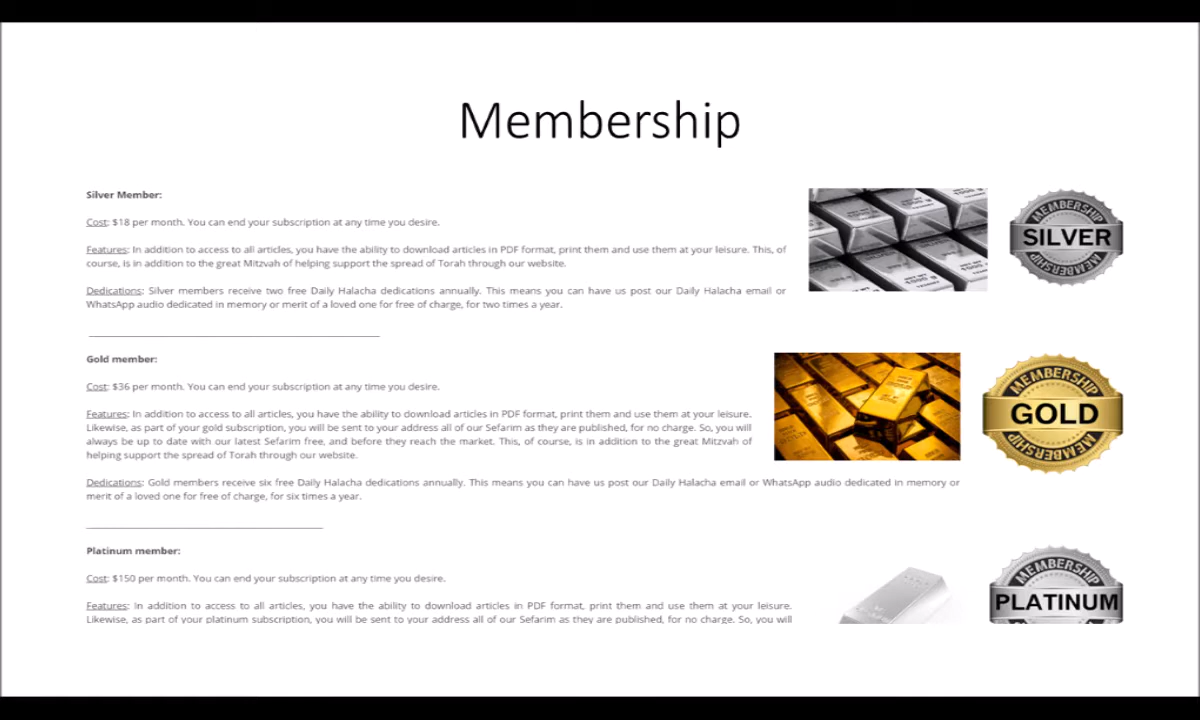 Membership
Silver Member:
Cost: $18 per month. You can end your subscription at any time you desire.
Features: In addition to access to all articles, you have the ability to download articles in PDF format, print them and use them at your leisure. This, of
course, is in addition to the great Mitzvah of helping support the spread of Torah through our website.
Dedications: Silver members receive two free Daily Halacha dedications annually. This means you can have us post our Daily Halacha email or
WhatsApp audio dedicated in memory or merit of a loved one for free of charge, for two times a year.
MEMBERSHIP
SILVER
MEMBERSHIP
Gold member:
Cost: $36 per month. You can end your subscription at any time you desire.
Features: In addition to access to all articles, you have the ability to download articles in PDF format, print them and use them at your leisure.
Likewise, as part of your gold subscription, you will be sent to your address all of our Sefarim as they are published, for no charge. So, you will
always be up to date with our latest Sefarim free, and before they reach the market. This, of course, is in addition to the great Mitzvah of
helping support the spread of Torah through our website.
Dedications: Gold members receive six free Daily Halacha dedications annually. This means you can have us post our Daily Halacha email or WhatsApp audio dedicated in memory or
merit of a loved one for free of charge, for six times a year.
MEMBERSHIP
GOLD
MEMBERSHIP
Platinum member:
Cost: $150 per month. You can end your subscription at any time you desire.
Features: In addition to access to all articles, you have the ability to download articles in PDF format, print them and use them at your leisure.
Likewise, as part of your platinum subscription, you will be sent to your address all of our Sefarim as they are published, for no charge. So, you will
MEMBERSHIP
PLATINUM